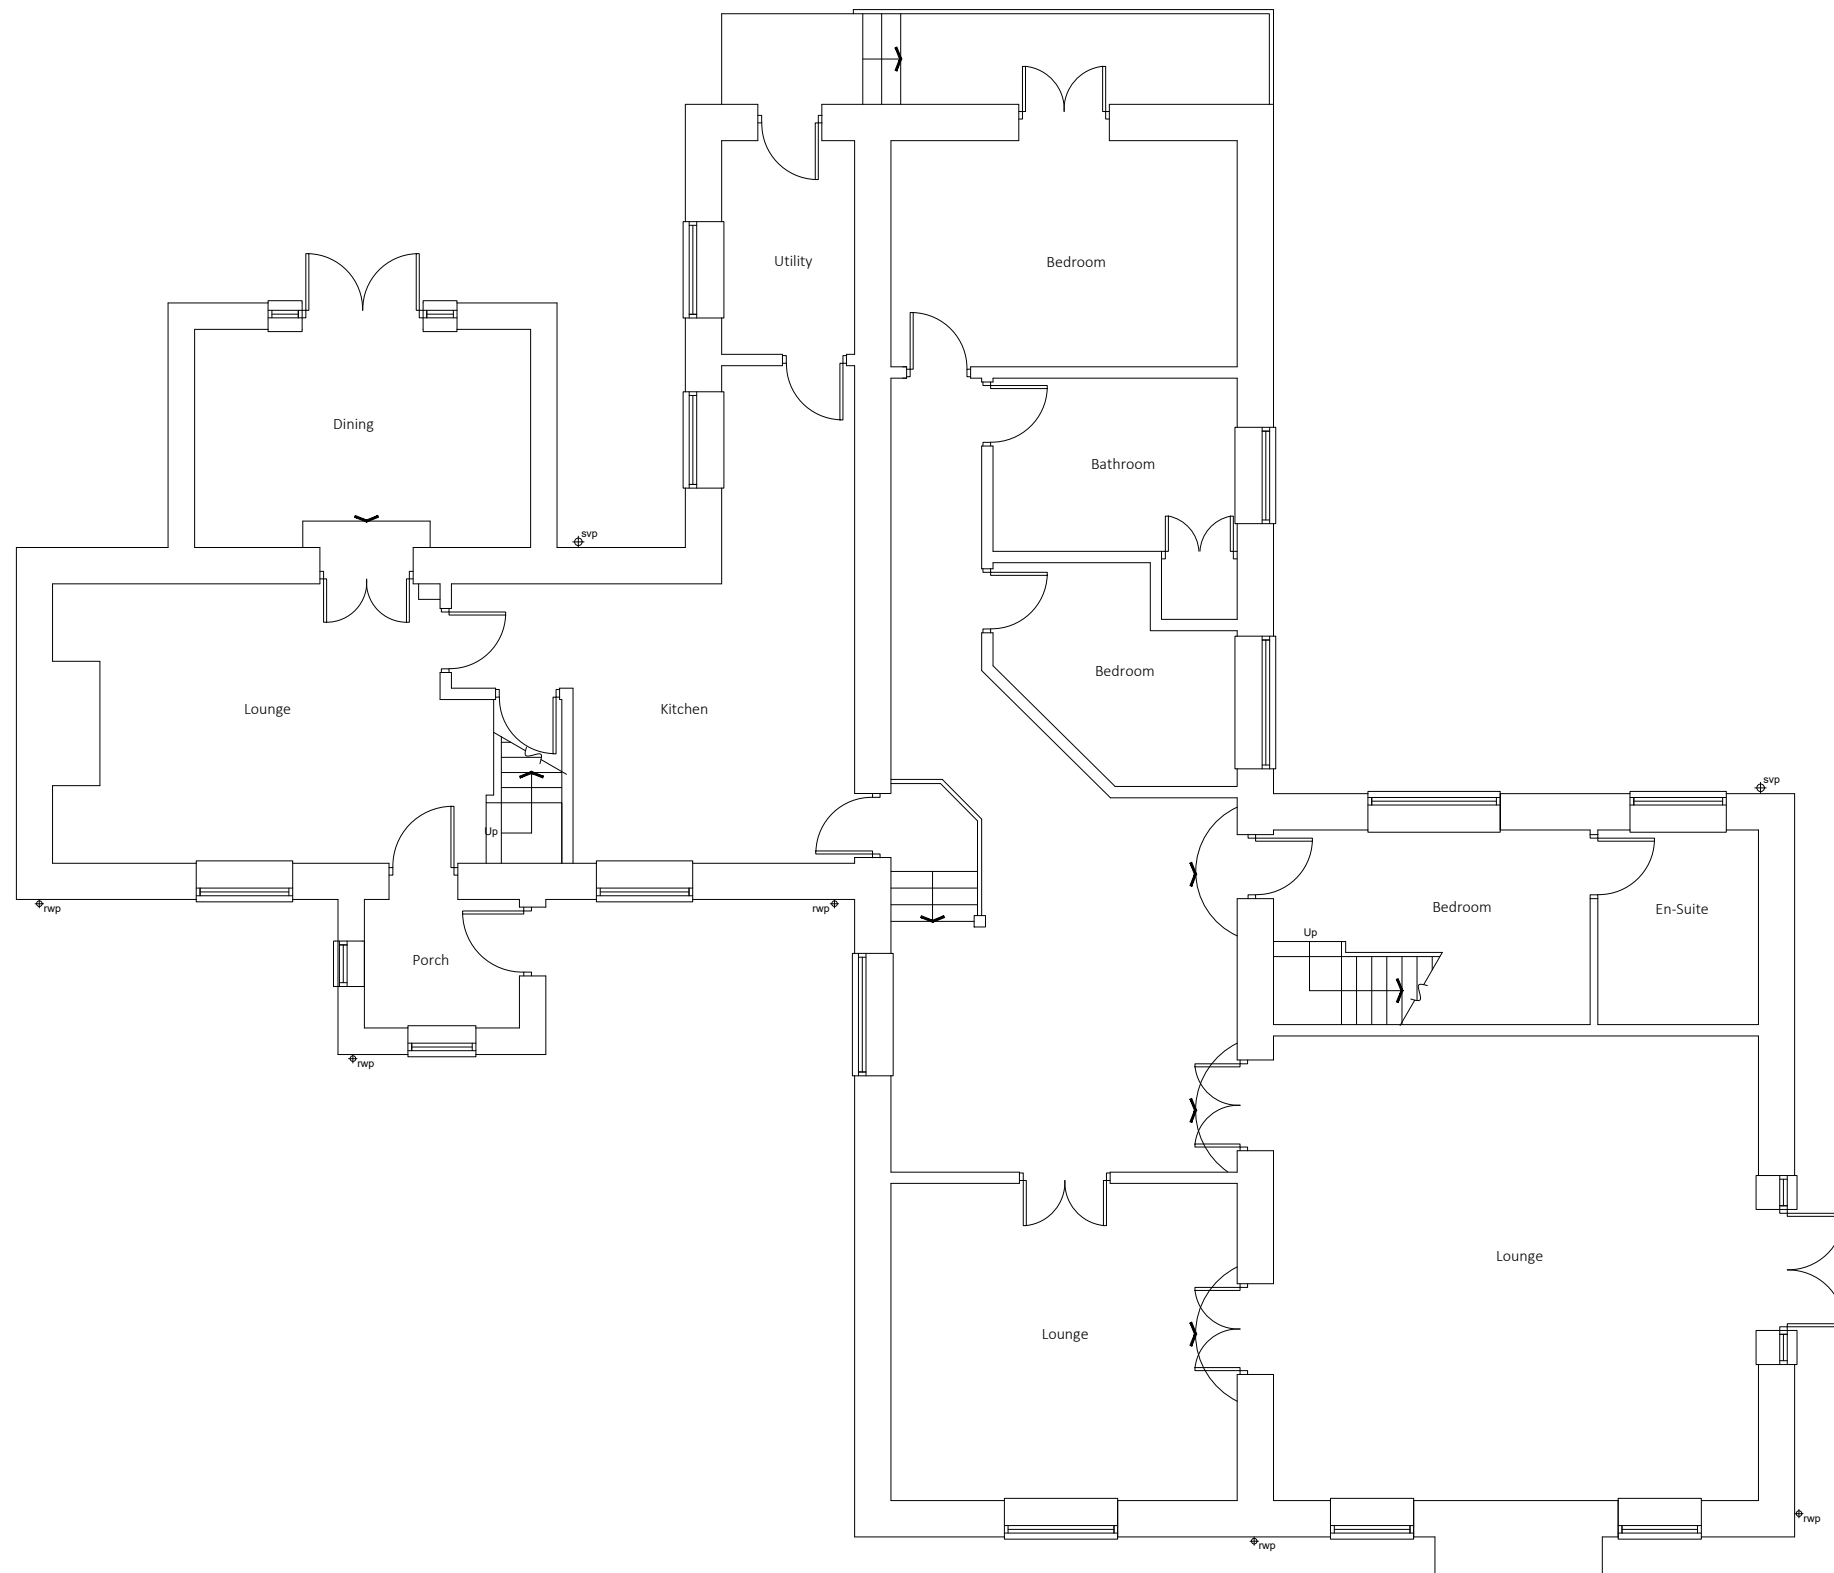 Utility
Bedroom
Dining
Bathroom
svp
Bedroom
Lounge
Kitchen
svp
Up
rwp
rwp
Bedroom
En-Suite
Up
Porch
rwp
Lounge
Lounge
rwp
rwp